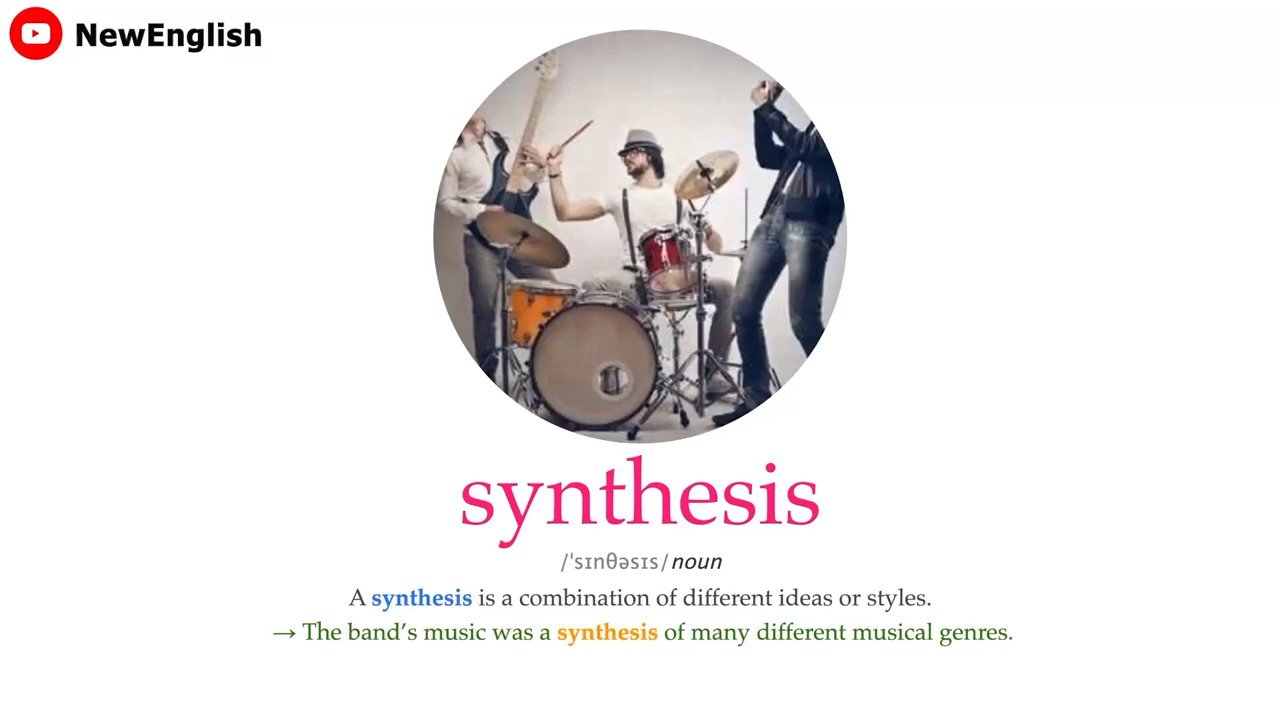 NewEnglish
synthesis
/ˈsɪnθəsɪs/noun
A synthesis is a combination of different ideas or styles.
→ The band’s music was a synthesis of many different musical genres.